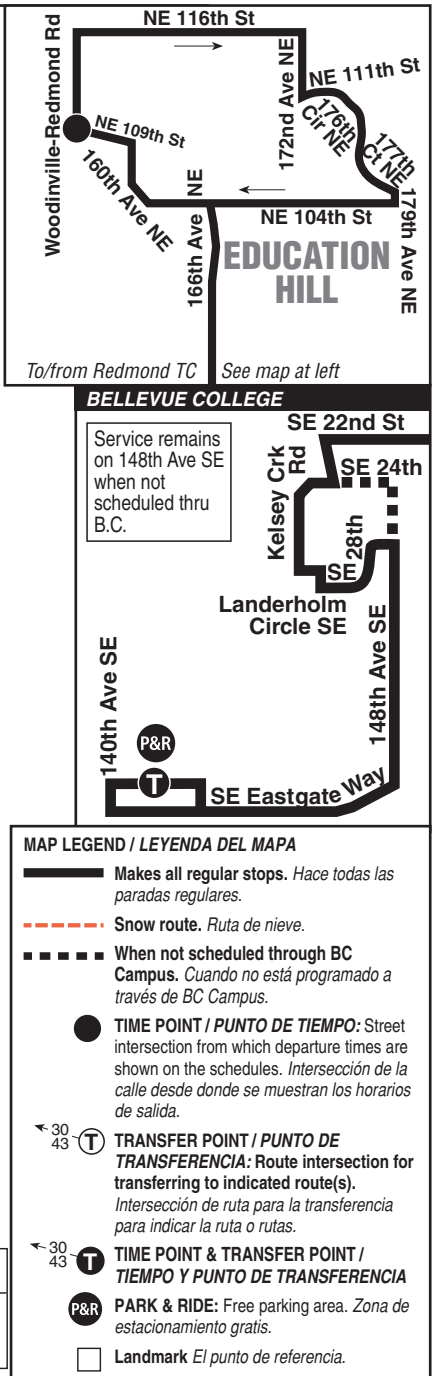 NE 116th St
Woodinville-Redmond Rd
172nd Ave NE
NE 111th St
176th
Cir NE
177th
Ct NE
179th Ave NE
NE 109th St
160th Ave NE
166th Ave NE
NE 104th St
EDUCATION
HILL
To/from Redmond TC
See map at left
BELLEVUE COLLEGE
SE 22nd St
Service remains
on 148th Ave SE
when not
scheduled thru
B.C.
Kelsey Crk
Rd
SE 24th
SE 28th
Landerholm
Circle SE
148th Ave SE
140th Ave SE
P&R
T
SE Eastgate Way
MAP LEGEND / LEYENDA DEL MAPA
Makes all regular stops. Hace todas las
paradas regulares.
Snow route. Ruta de nieve.
When not scheduled through BC
Campus. Cuando no está programado a
través de BC Campus.
TIME POINT / PUNTO DE TIEMPO: Street
intersection from which departure times are
shown on the schedules. Intersección de la
calle desde donde se muestran los horarios
de salida.
30
43 T TRANSFER POINT / PUNTO DE
TRANSFERENCIA: Route intersection for
transferring to indicated route(s).
Intersección de ruta para la transferencia
para indicar la ruta o rutas.
30
43 T TIME POINT & TRANSFER POINT /
TIEMPO Y PUNTO DE TRANSFERENCIA
P&R PARK & RIDE: Free parking area. Zona de
estacionamiento gratis.
Landmark El punto de referencia.